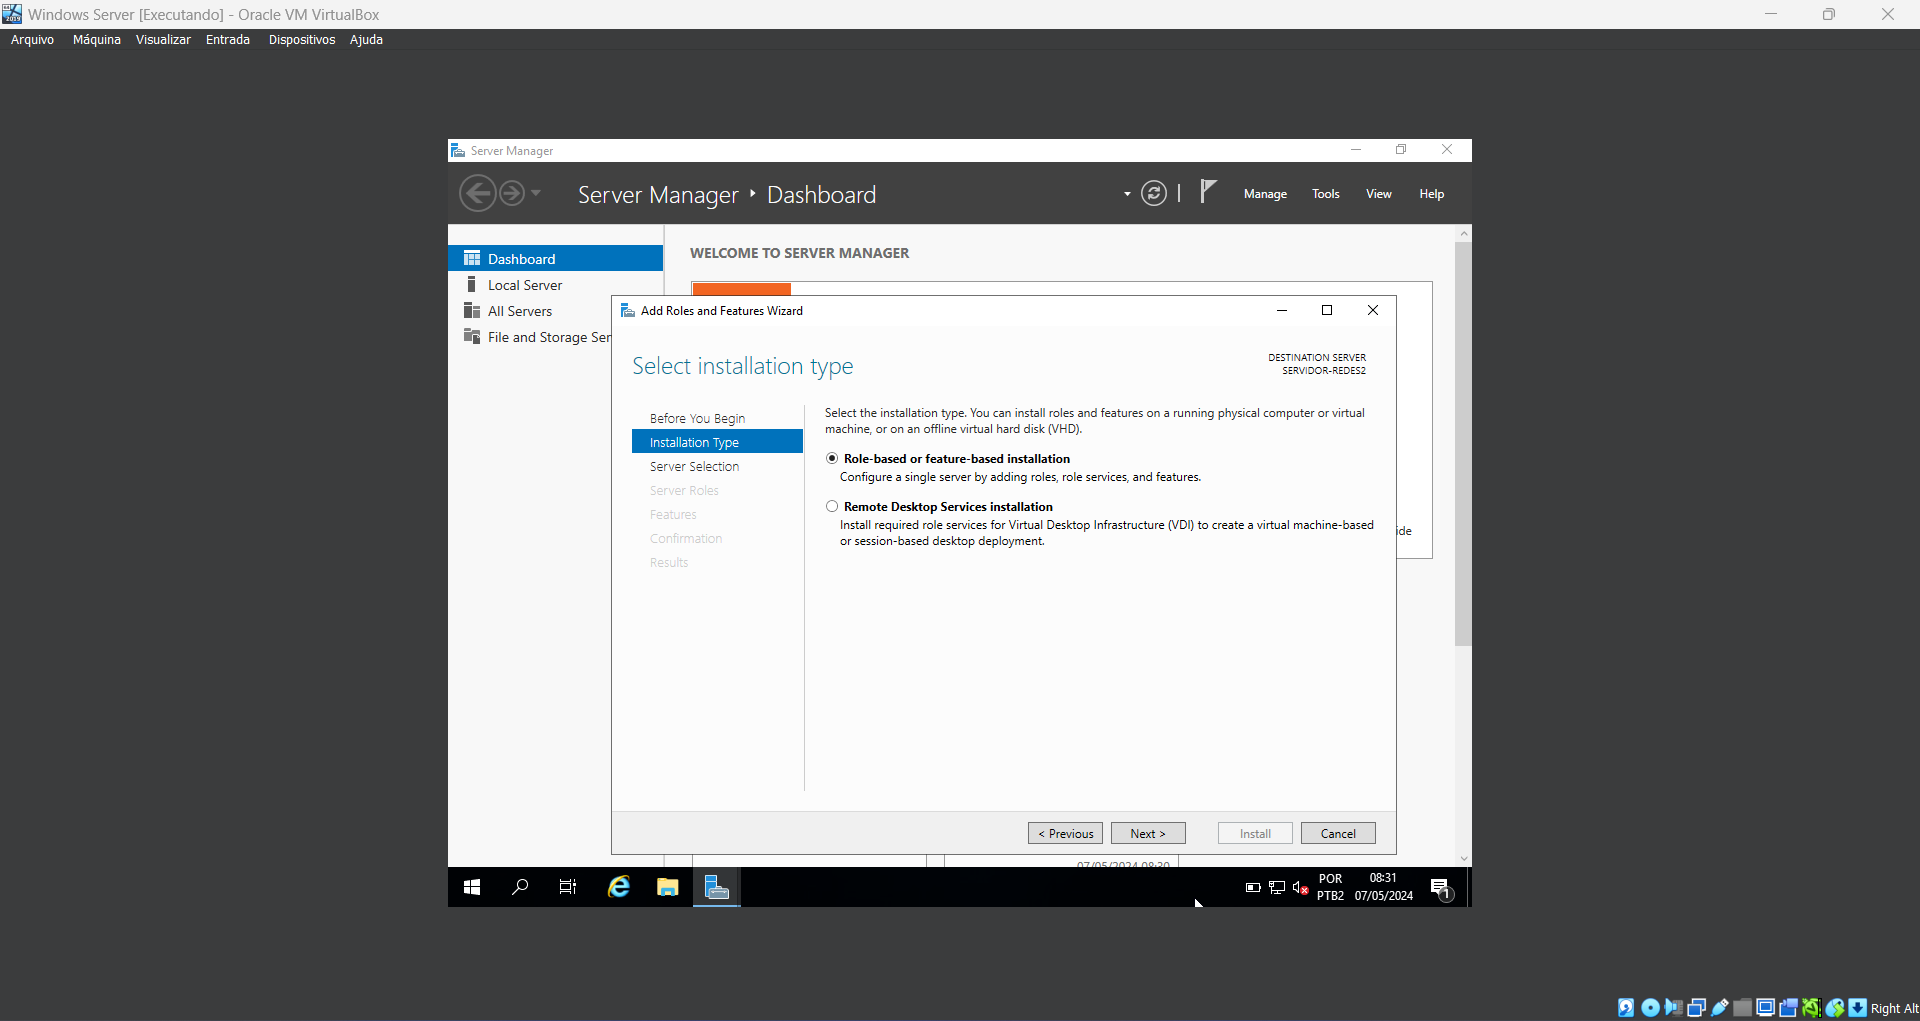 Windows Server [Executando] - Oracle VM VirtualBox
Arquivo Máquina Visualizar Entrada Dispositivos Ajuda
Server Manager
Server Manager Dashboard
Manage Tools View Help
Dashboard
Local Server
All Servers
File and Storage Ser
WELCOME TO SERVER MANAGER
Add Roles and Features Wizard
Select installation type
DESTINATION SERVER
SERVIDOR-REDES2
Before You Begin
Installation Type
Server Selection
Server Roles
Features
Confirmation
Results
Select the installation type. You can install roles and features on a running physical computer or virtual
machine, or on an offline virtual hard disk (VHD).
Role-based or feature-based installation
Configure a single server by adding roles, role services, and features.
Remote Desktop Services installation
Install required role services for Virtual Desktop Infrastructure (VDI) to create a virtual machine-based
or session-based desktop deployment.
ide
< Previous
Next >
Install
Cancel
07/05/2024 08:30
POR
PTB2
08:31
07/05/2024
1
Right Alt